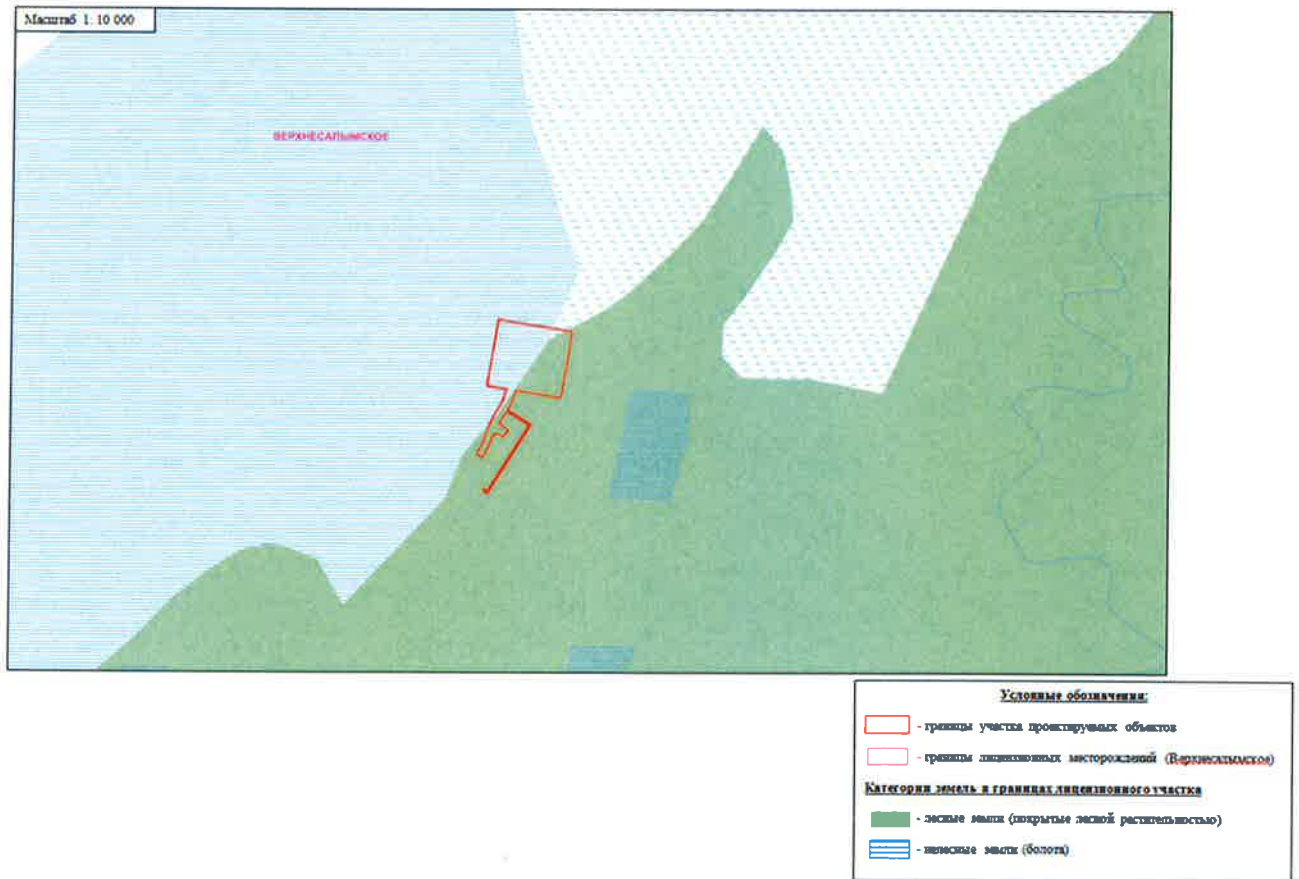 Масштаб 1: 10 000
ВЕРХНЕСАЛЫМСКОЕ
Условные обозначения:
- границы участка проектируемых объектов
- границы лицензионных месторождений (Верхнесалымское)
Категории земель в границах лицензионного участка
- лесные земли (покрытые лесной растительностью)
- нелесные земли (болота)